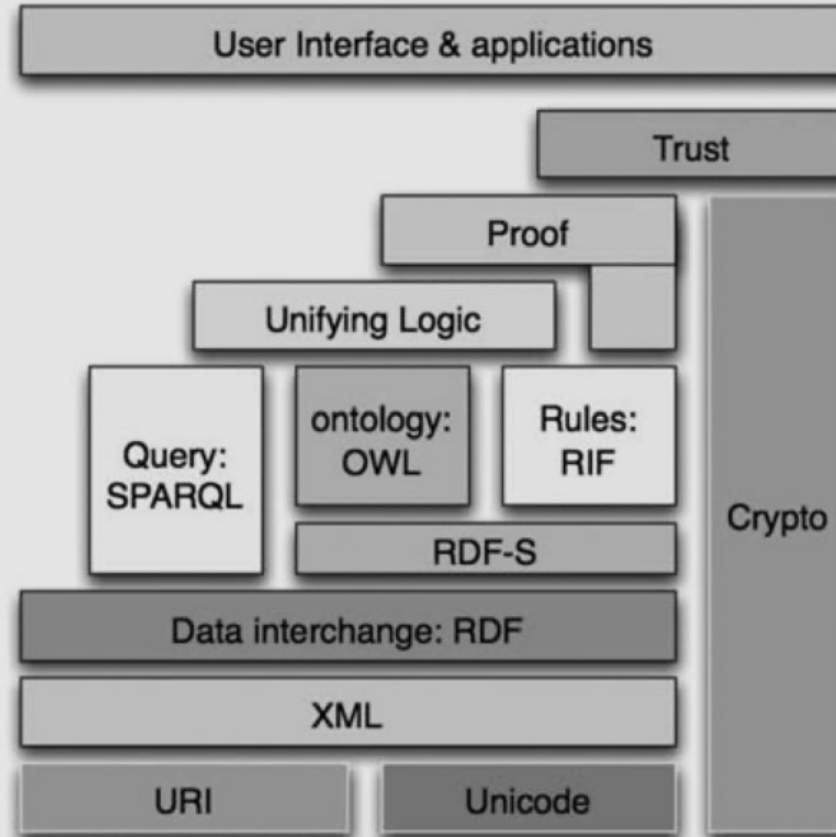 User Interface & applications
Trust
Proof
Unifying Logic
ontology:
OWL
Rules:
RIF
Query:
SPARQL
Crypto
RDF-S
Data interchange: RDF
XML
URI
Unicode